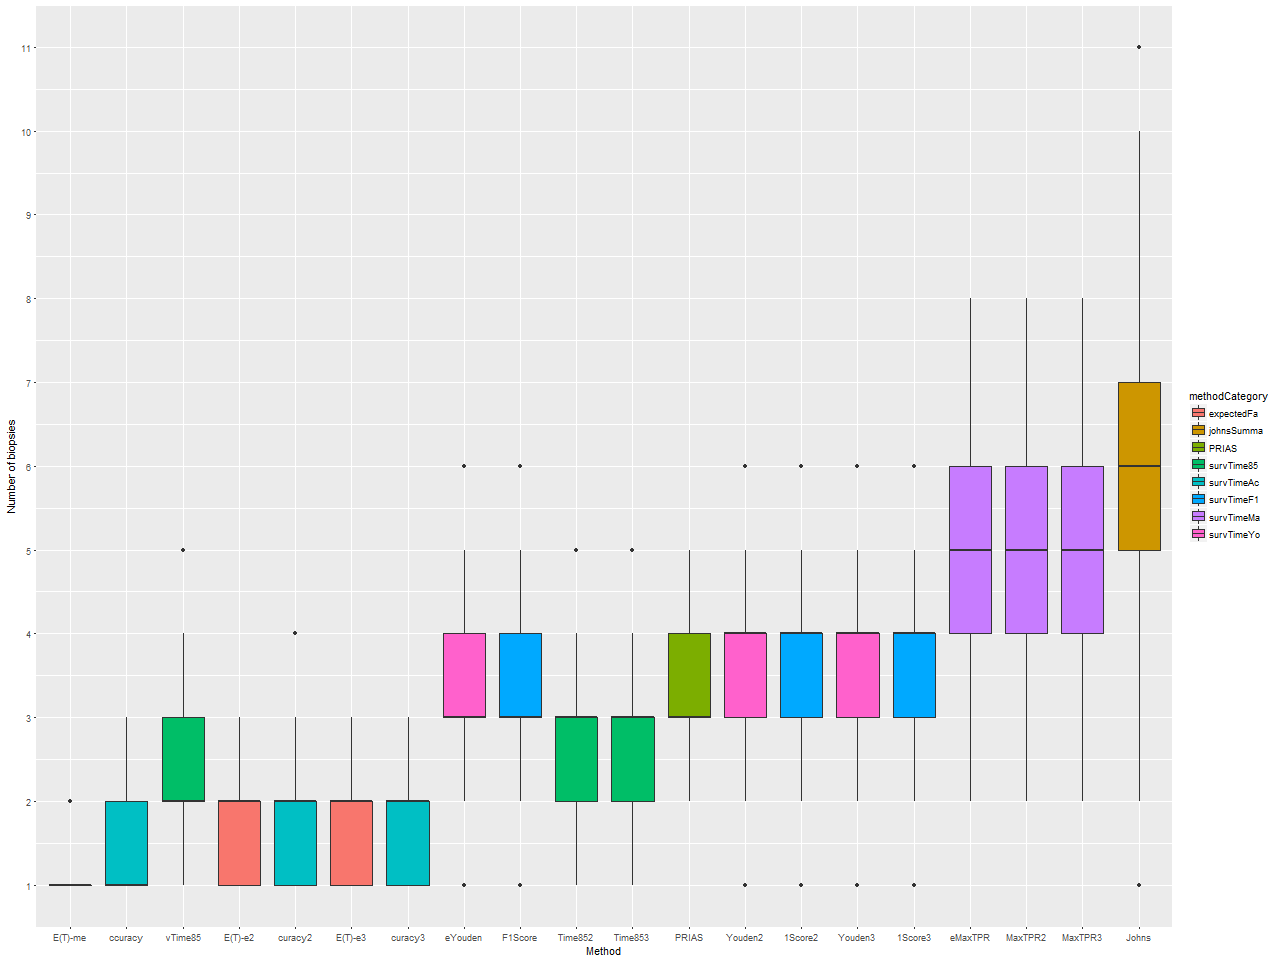 11
10
9
8
7
6
5
4
3
2
1
Number of biopsies
E(T)-me ccuracy vTime85 E(T)-e2 curacy2 E(T)-e3 curacy3 eYouden F1Score Time852 Time853 PRIAS Youden2 1Score2 Youden3 1Score3 eMaxTPR MaxTPR2 MaxTPR3 Johns
Method
methodCategory
expectedFa
johnsSumma
PRIAS
survTime85
survTimeAc
survTimeF1
survTimeMa
survTimeYo